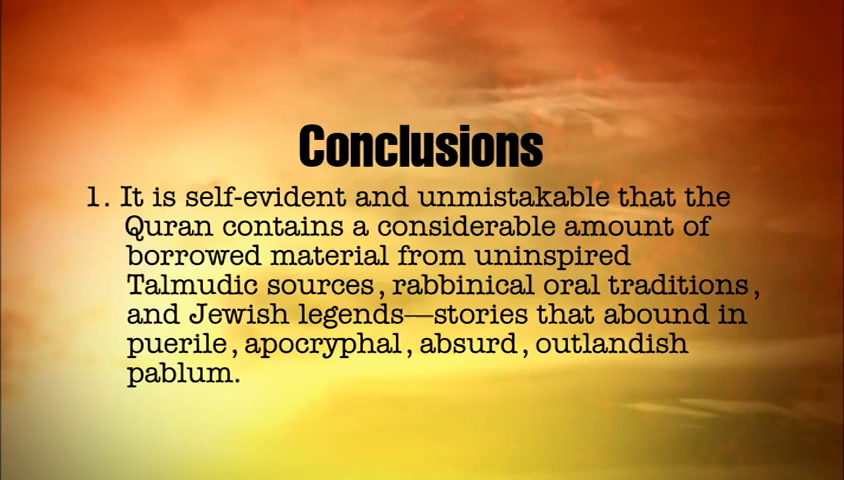 Conclusions
1. It is self-evident and unmistakable that the
Quran contains a considerable amount of
borrowed material from uninspired
Talmudic sources, rabbinical oral traditions,
and Jewish legends—stories that abound in
puerile, apocryphal, absurd, outlandish
pablum.